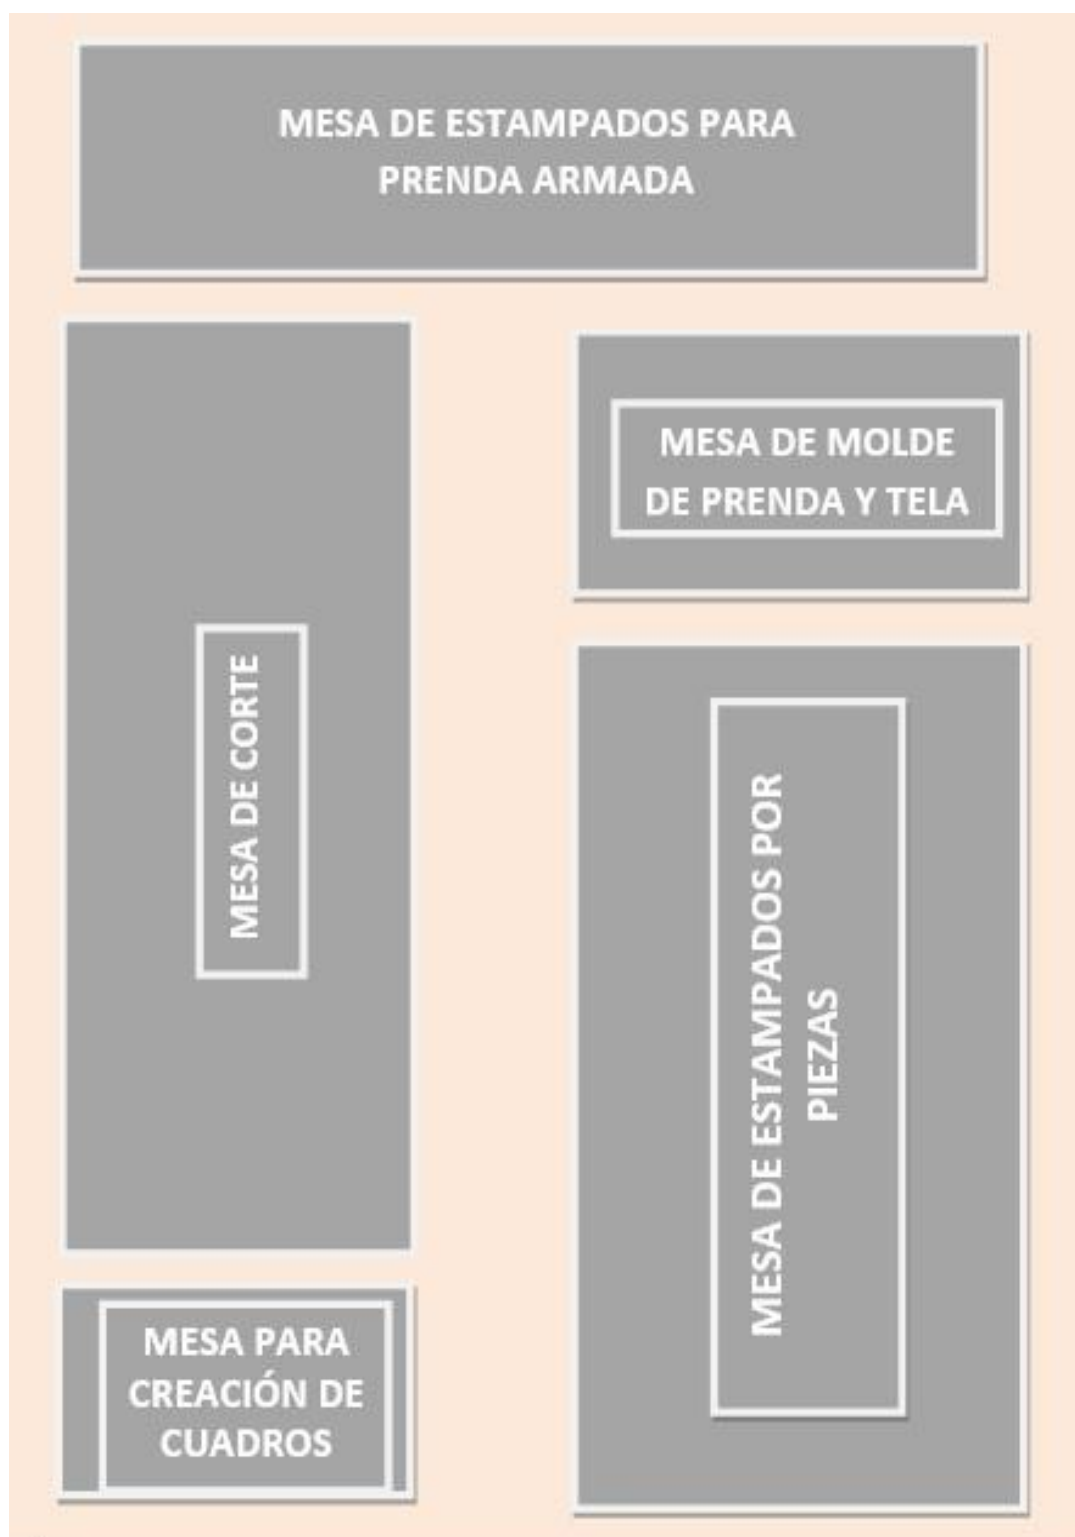 MESA DE ESTAMPADOS PARA
PRENDA ARMADA
MESA DE MOLDE
DE PRENDA Y TELA
MESA DE CORTE
MESA DE ESTAMPADOS POR
PIEZAS
MESA PARA
CREACIÓN DE
CUADROS